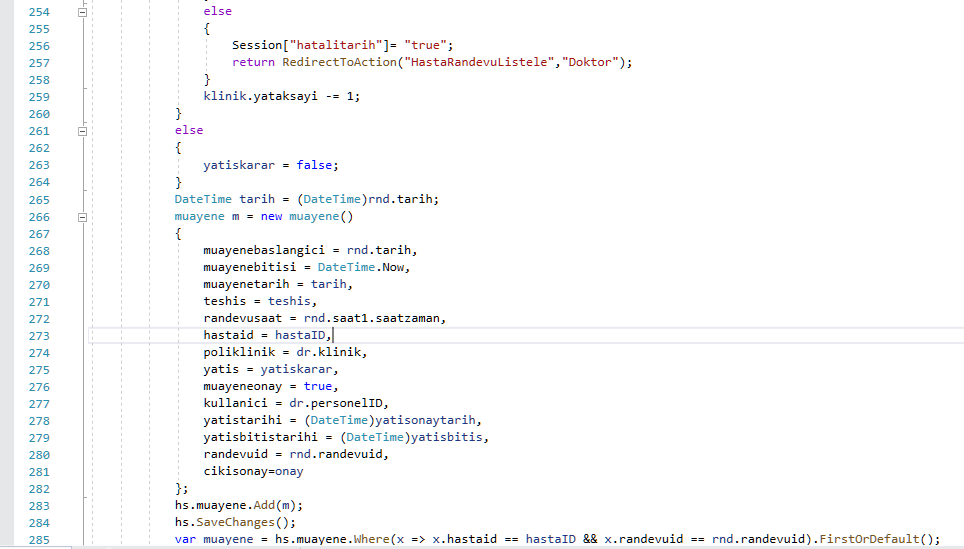 254 else
255 {
256 Session["hatalitarih"]= "true";
257 return RedirectToAction("HastaRandevuListele","Doktor");
258 }
259 klinik.yataksayi -= 1;
260 }
261 else
262 {
263 yatiskarar = false;
264 }
265 DateTime tarih = (DateTime)rnd.tarih;
266 muayene m = new muayene()
267 {
268 muayenebaslangici = rnd.tarih,
269 muayenebitisi = DateTime.Now,
270 muayenetarih = tarih,
271 teshis = teshis,
272 randevusaat = rnd.saat1.saatzaman,
273 hastaid = hastaID,
274 poliklinik = dr.klinik,
275 yatis = yatiskarar,
276 muayeneonay = true,
277 kullanici = dr.personelID,
278 yatistarihi = (DateTime)yatisonaytarih,
279 yatisbitistarihi = (DateTime)yatisbitis,
280 randevuid = rnd.randevuid,
281 cikisonay=onay
282 };
283 hs.muayene.Add(m);
284 hs.SaveChanges();
285 var muayene = hs.muayene.Where(x => x.hastaid == hastaID && x.randevuid == rnd.randevuid).FirstOrDefault();